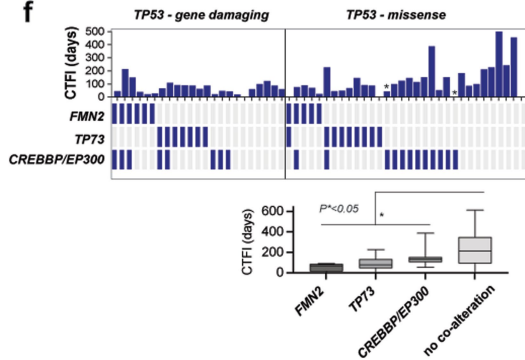 f
TP53 - gene damaging TP53 - missense
CTFI (days)
500
400
300
200
100
0
* *
FMN2
TP73
CREBBP/EP300
CTFI (days)
600
400
200
0
P*<0.05
*
FMN2
TP73
CREBBP/EP300
no co-alteration